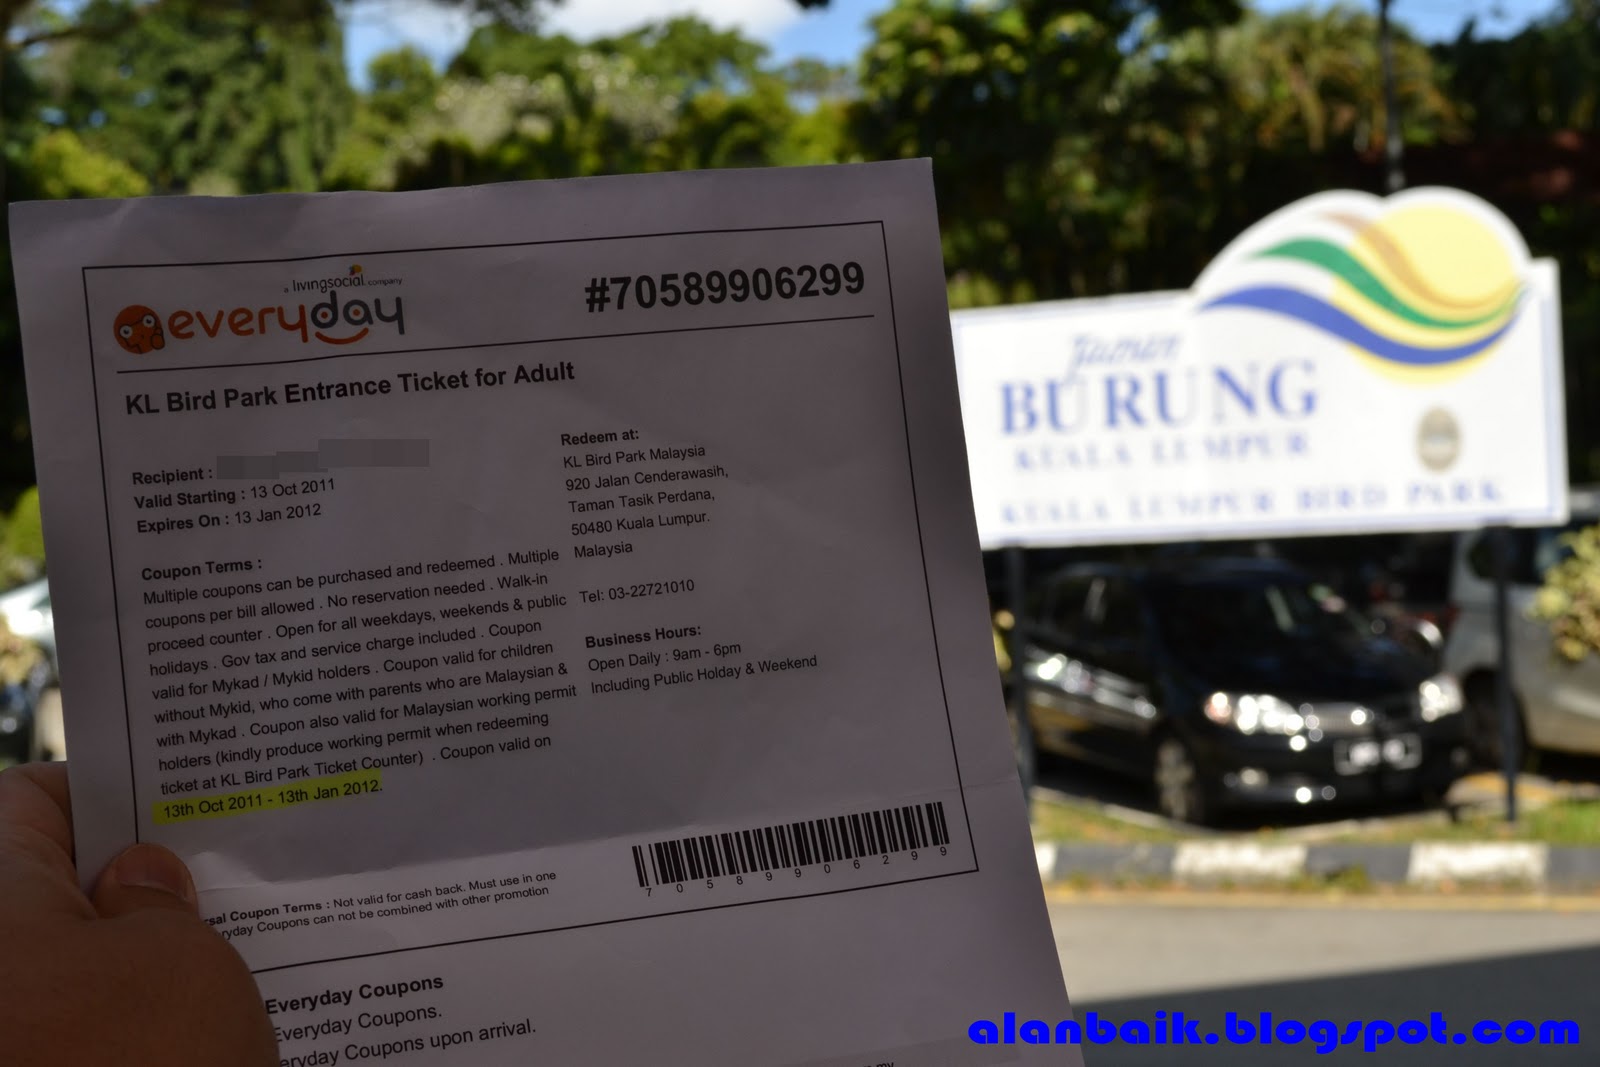 a livingsocial. company
everyday
#70589906299
KL Bird Park Entrance Ticket for Adult
Recipient :
Valid Starting : 13 Oct 2011
Expires On : 13 Jan 2012
Coupon Terms :
Multiple coupons can be purchased and redeemed . Multiple
coupons per bill allowed . No reservation needed . Walk-in
proceed counter . Open for all weekdays, weekends & public
holidays . Gov tax and service charge included . Coupon
valid for Mykad / Mykid holders . Coupon valid for children
without Mykid, who come with parents who are Malaysian &
with Mykad . Coupon also valid for Malaysian working permit
holders (kindly produce working permit when redeeming
ticket at KL Bird Park Ticket Counter) . Coupon valid on
13th Oct 2011 - 13th Jan 2012.
Redeem at:
KL Bird Park Malaysia
920 Jalan Cenderawasih,
Taman Tasik Perdana,
50480 Kuala Lumpur.
Malaysia
Tel: 03-22721010
Business Hours:
Open Daily : 9am - 6pm
Including Public Holday & Weekend
70589906299
rsal Coupon Terms : Not valid for cash back. Must use in one
ryday Coupons can not be combined with other promotion
Everyday Coupons
Everyday Coupons.
eryday Coupons upon arrival.
Taman
BURUNG
KUALA LUMPUR
KUALA LUMPUR BIRD PARK
alanbaik.blogspot.com